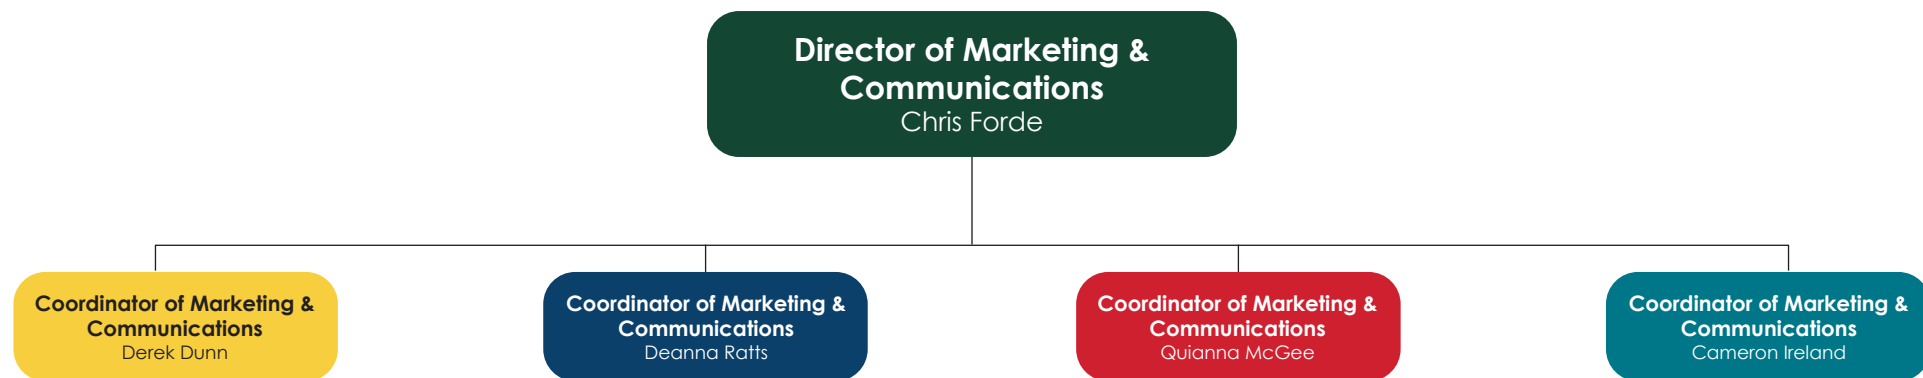 Director of Marketing &
Communications
Chris Forde
Coordinator of Marketing &
Communications
Derek Dunn
Coordinator of Marketing &
Communications
Deanna Ratts
Coordinator of Marketing &
Communications
Quianna McGee
Coordinator of Marketing &
Communications
Cameron Ireland